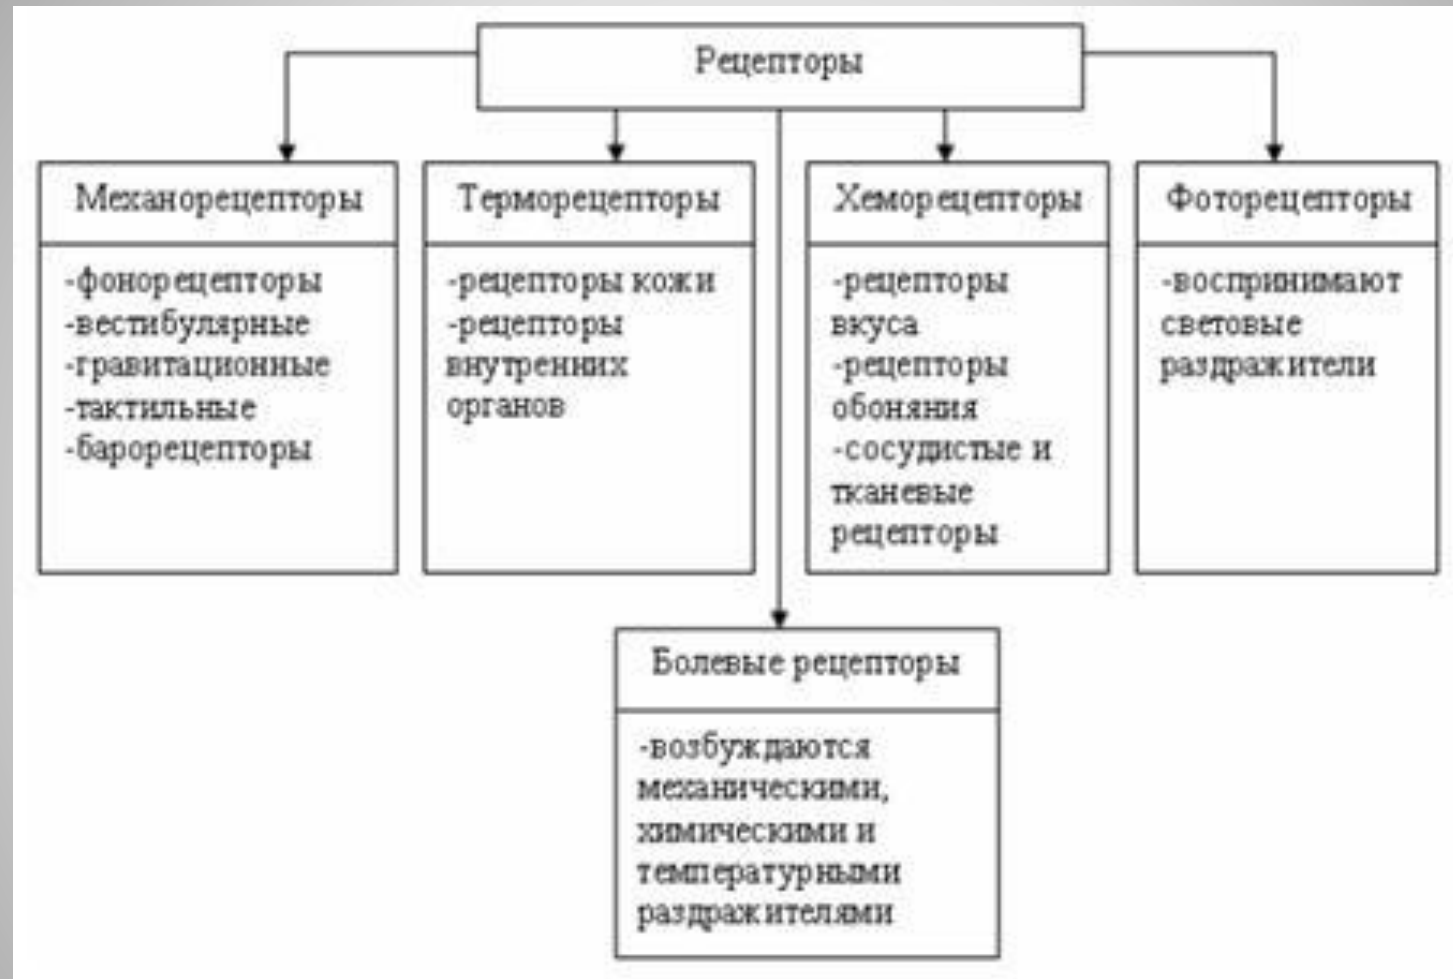 Рецепторы
Механорецепторы
-фонорецепторы
-вестибулярные
-гравитационные
-тактильные
-барорецепторы
Терморецепторы
-рецепторы кожи
-рецепторы
внутренних
органов
Хеморецепторы
-рецепторы
вкуса
-рецепторы
обоняния
-сосудистые и
тканевые
рецепторы
Фоторецепторы
-воспринимают
световые
раздражители
Болевые рецепторы
-возбуждаются
механическими,
химическими и
температурными
раздражителями